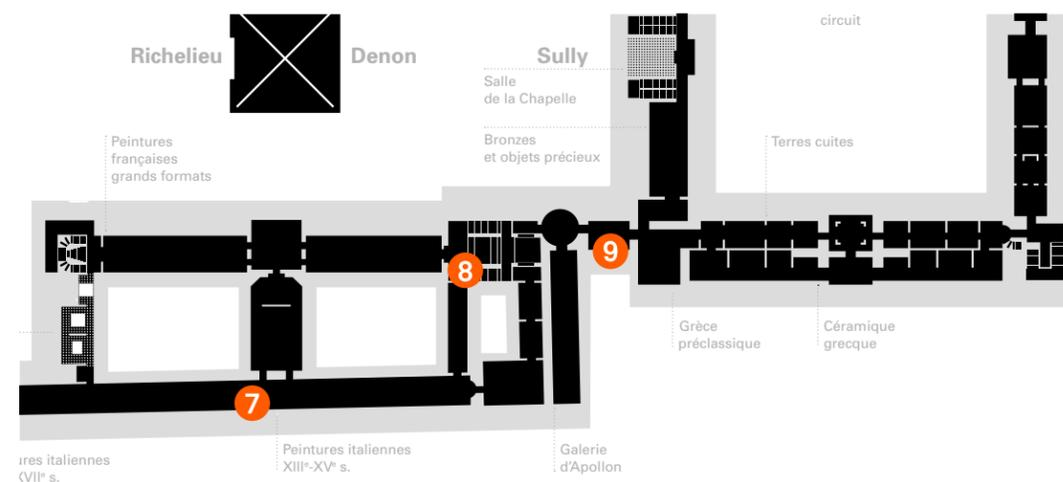 circuit
Richelieu
Denon
Sully
Salle
de la Chapelle
Bronzes
et objets précieux
Peintures
françaises
grands formats
Terres cuites
8
9
Grèce
préclassique
Céramique
grecque
7
Peintures italiennes
XIIIᵉ-XVᵉ s.
Galerie
d'Apollon
italiennes
s.